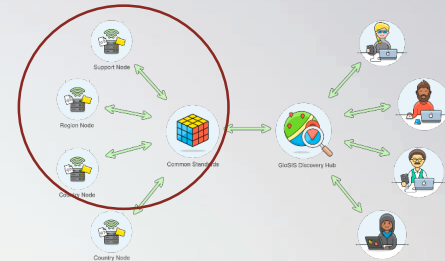 Support Node
Region Node
Country Node
Country Node
Common Standards
GloSIS Discovery Hub